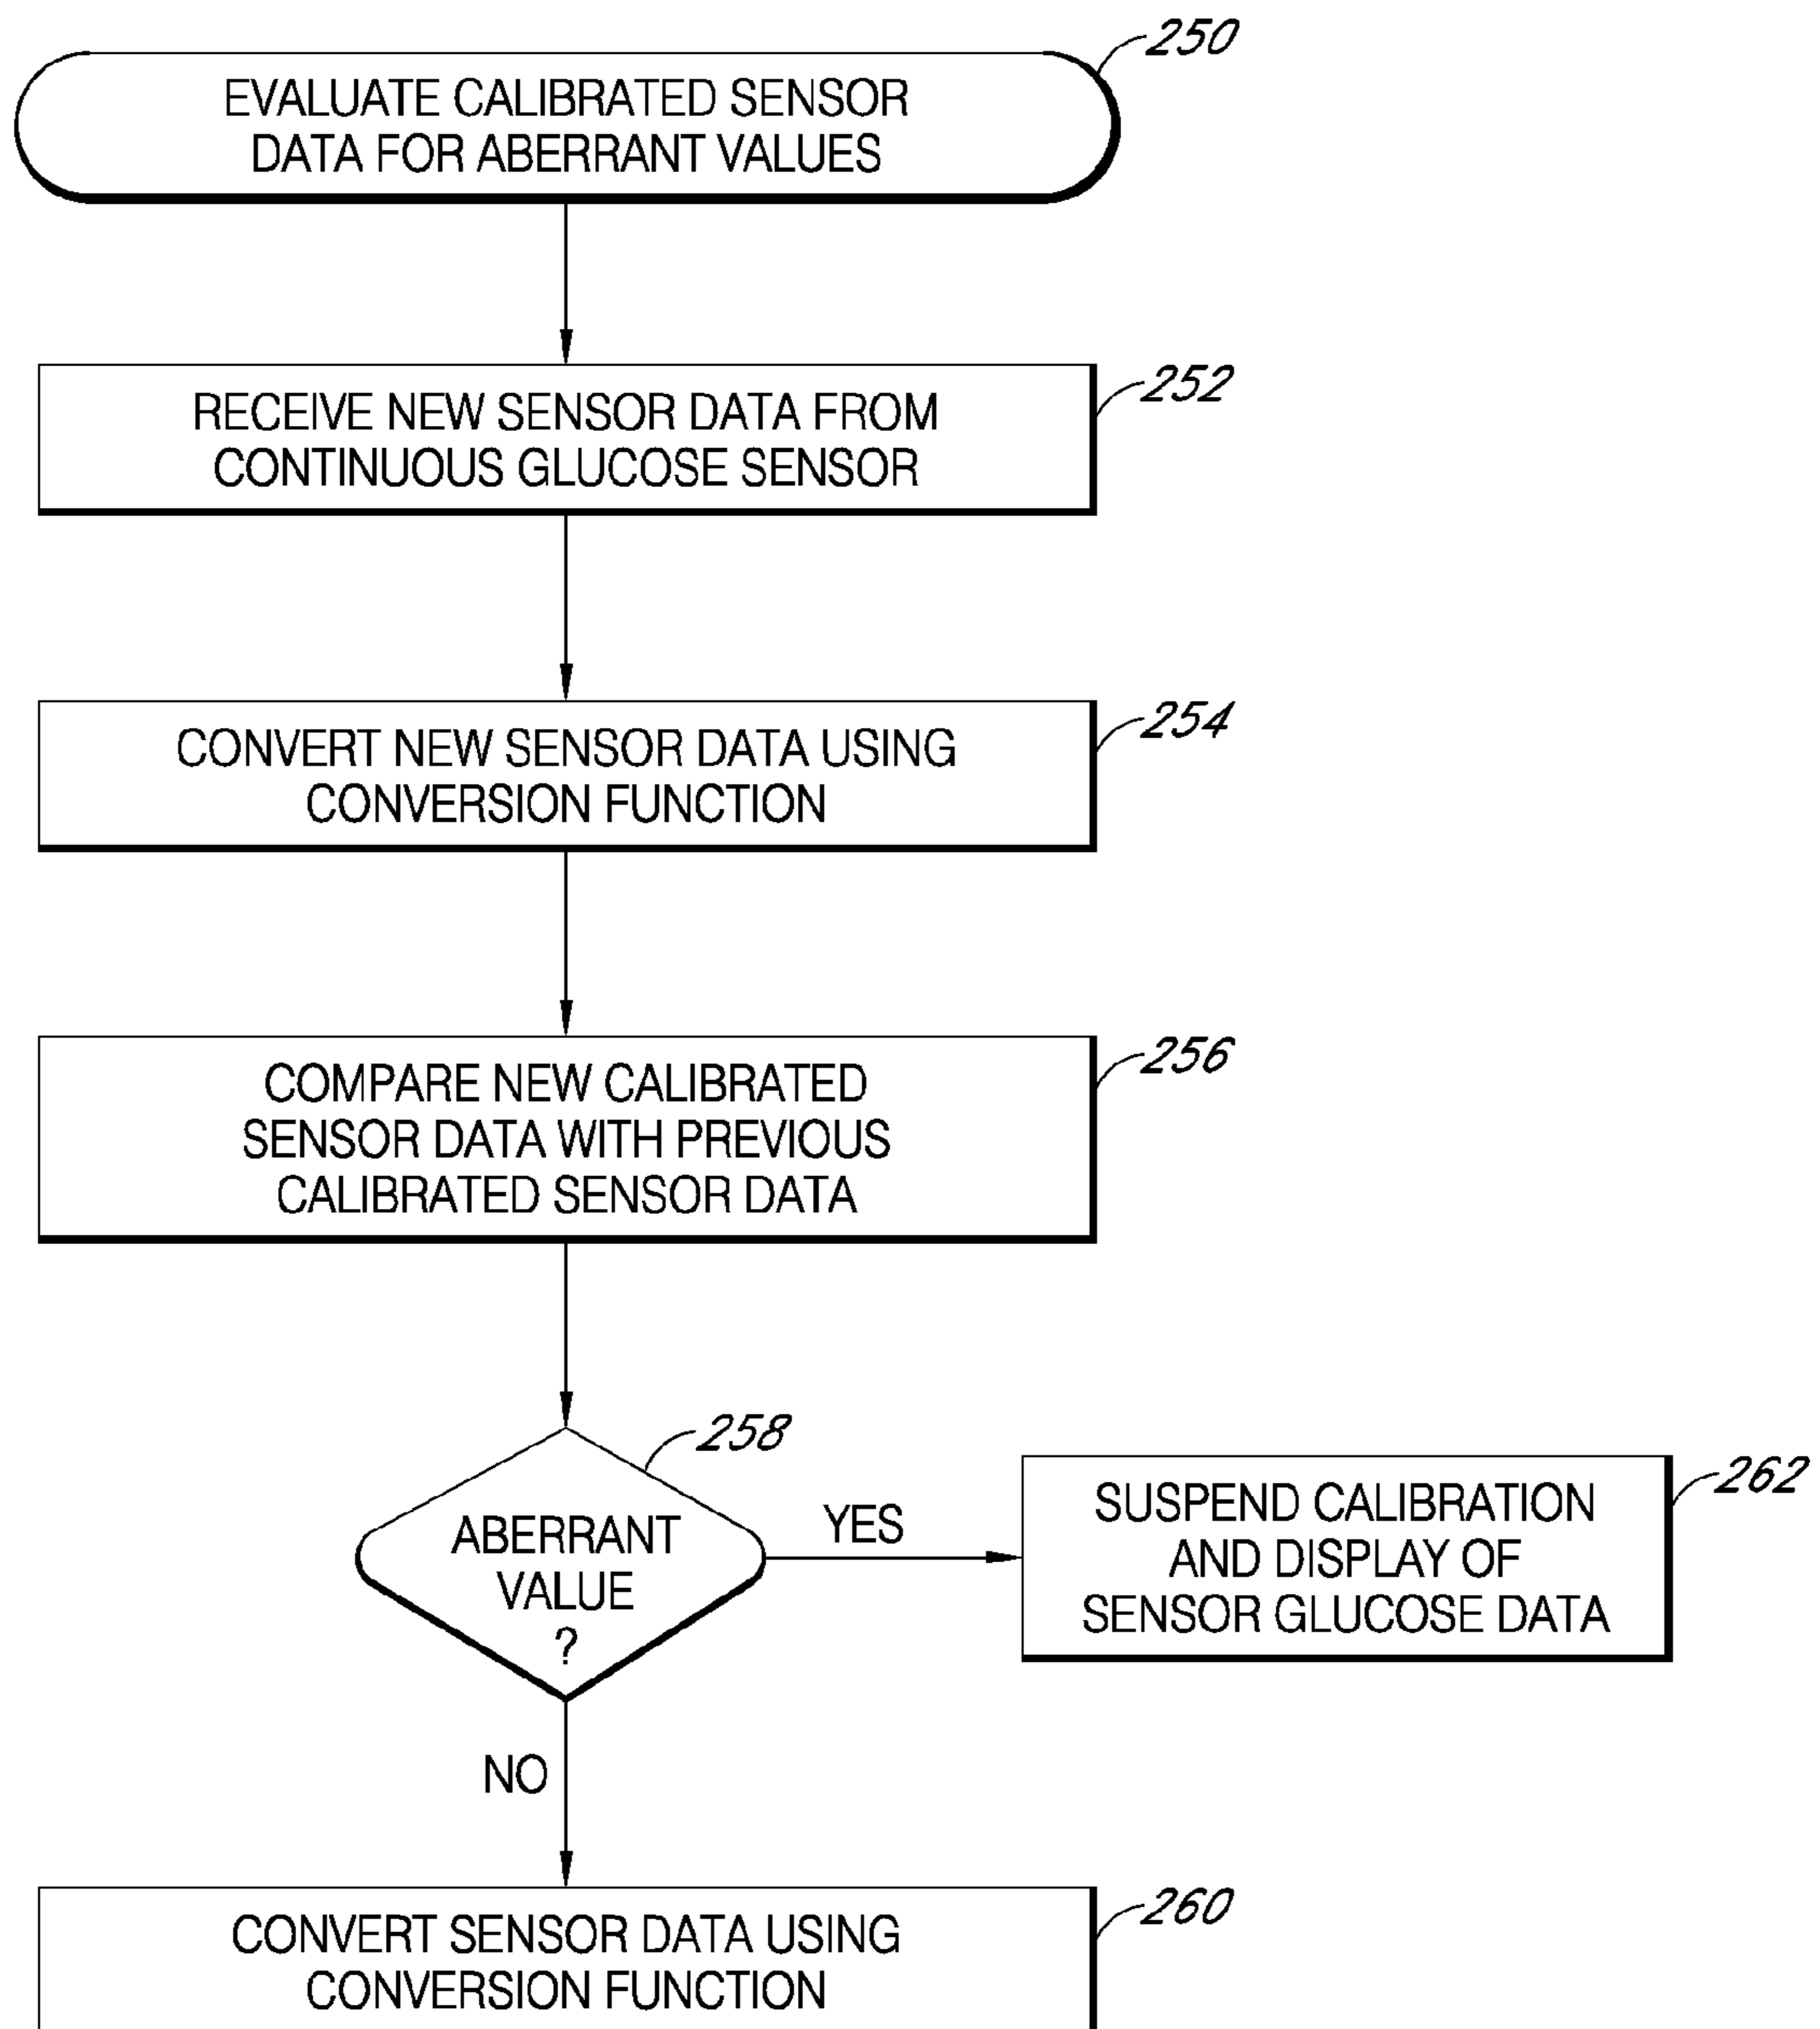 250
EVALUATE CALIBRATED SENSOR
DATA FOR ABERRANT VALUES
252
RECEIVE NEW SENSOR DATA FROM
CONTINUOUS GLUCOSE SENSOR
254
CONVERT NEW SENSOR DATA USING
CONVERSION FUNCTION
256
COMPARE NEW CALIBRATED
SENSOR DATA WITH PREVIOUS
CALIBRATED SENSOR DATA
258
ABERRANT
VALUE
?
YES
262
SUSPEND CALIBRATION
AND DISPLAY OF
SENSOR GLUCOSE DATA
NO
260
CONVERT SENSOR DATA USING
CONVERSION FUNCTION